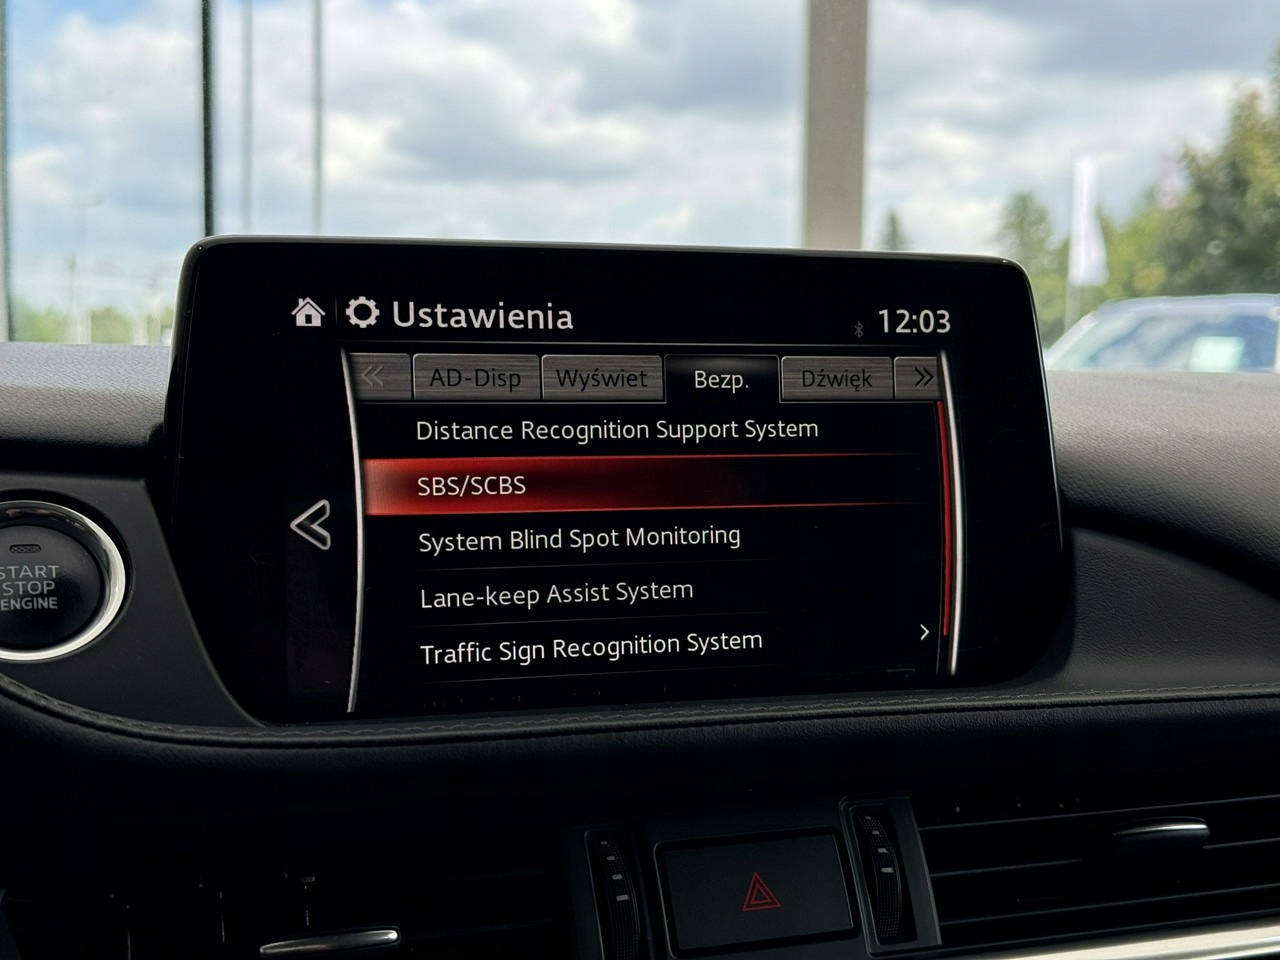 Ustawienia
12:03
AD-Disp
Wyświet
Bezp.
Dźwięk
Distance Recognition Support System
SBS/SCBS
System Blind Spot Monitoring
Lane-keep Assist System
Traffic Sign Recognition System
START
STOP
ENGINE